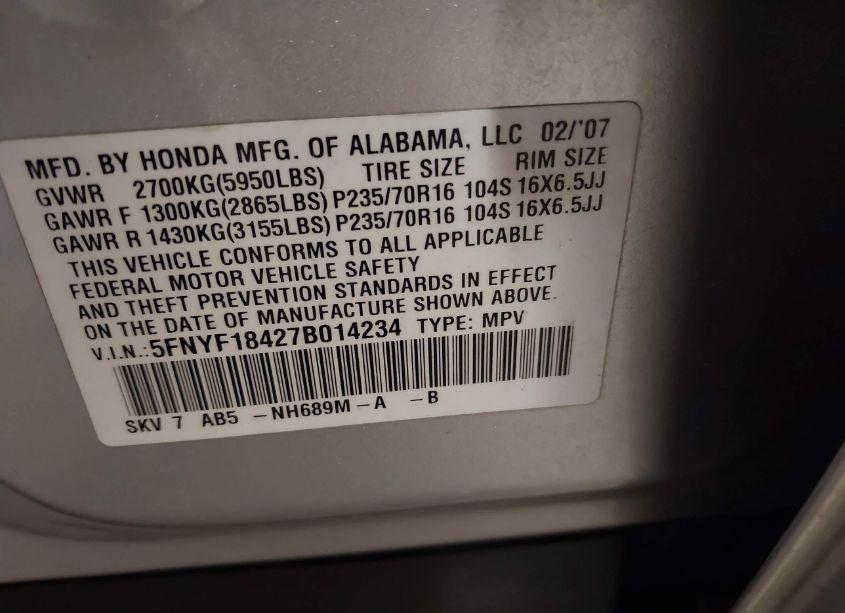 MFD. BY HONDA MFG. OF ALABAMA, LLC 02/'07
GVWR 2700KG(5950LBS) TIRE SIZE RIM SIZE
GAWR F 1300KG(2865LBS) P235/70R16 104S 16X6.5JJ
GAWR R 1430KG(3155LBS) P235/70R16 104S 16X6.5JJ
THIS VEHICLE CONFORMS TO ALL APPLICABLE
FEDERAL MOTOR VEHICLE SAFETY
AND THEFT PREVENTION STANDARDS IN EFFECT
ON THE DATE OF MANUFACTURE SHOWN ABOVE.
V.I.N.:5FNYF18427B014234 TYPE: MPV
SKV 7 AB5 -NH689M-A -B